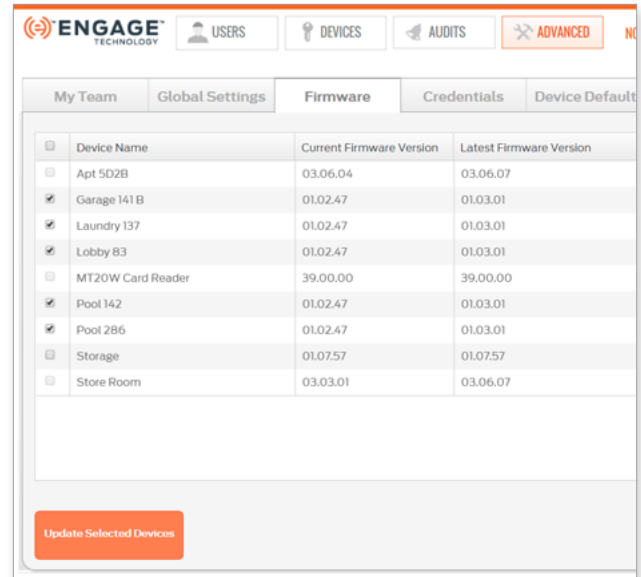 ENGAGE™
TECHNOLOGY
USERS
DEVICES
AUDITS
ADVANCED
My Team Global Settings Firmware Credentials Device Default
Device Name Current Firmware Version Latest Firmware Version
Apt 5D2B 03.06.04 03.06.07
Garage 141 B 01.02.47 01.03.01
Laundry 137 01.02.47 01.03.01
Lobby 83 01.02.47 01.03.01
MT20W Card Reader 39.00.00 39.00.00
Pool 142 01.02.47 01.03.01
Pool 286 01.02.47 01.03.01
Storage 01.07.57 01.07.57
Store Room 03.03.01 03.06.07
Update Selected Devices